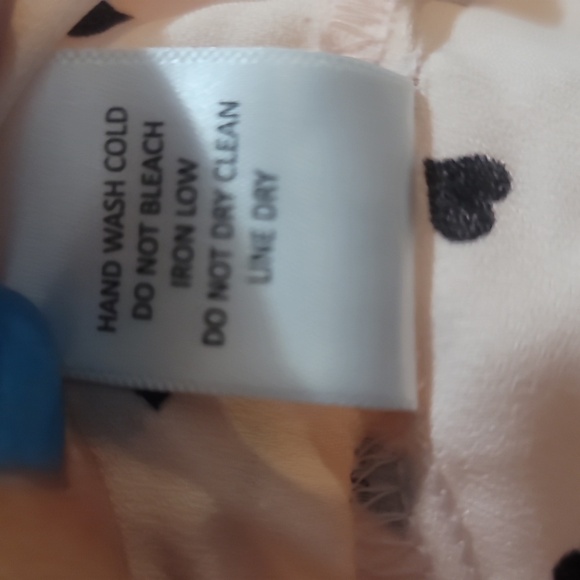 HAND WASH COLD
DO NOT BLEACH
IRON LOW
DO NOT DRY CLEAN
LINE DRY